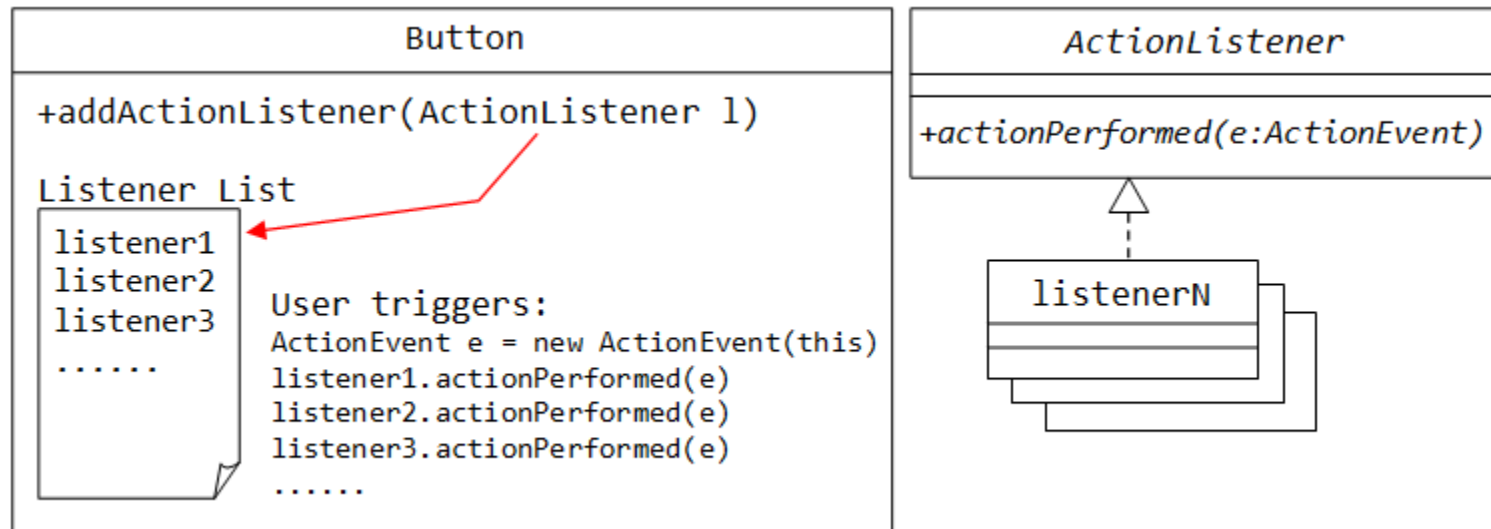 Button
+addActionListener(ActionListener l)
Listener List
listener1
listener2
listener3
......
User triggers:
ActionEvent e = new ActionEvent(this)
listener1.actionPerformed(e)
listener2.actionPerformed(e)
listener3.actionPerformed(e)
......
ActionListener
+actionPerformed(e:ActionEvent)
listenerN